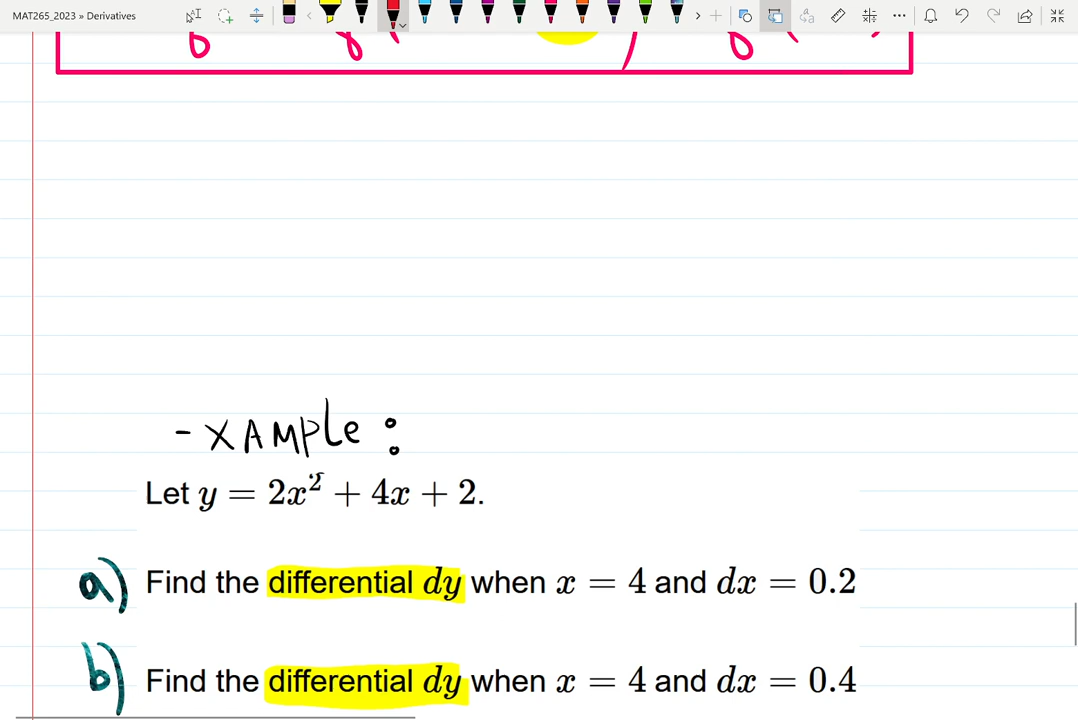 MAT265_2023 » Derivatives
- XAMPLe :
Let y = 2x² + 4x + 2.
a) Find the differential dy when x = 4 and dx = 0.2
b) Find the differential dy when x = 4 and dx = 0.4